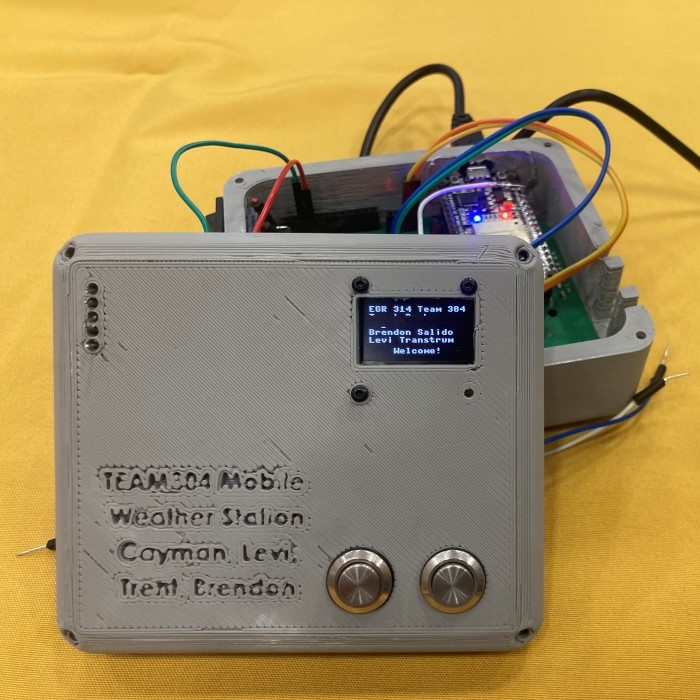 EGR 314 Team 304
Brendon Salido
Levi Transtrum
Welcome!
TEAM304 Mobile
Weather Station
Cayman, Levi,
Trent, Brendon